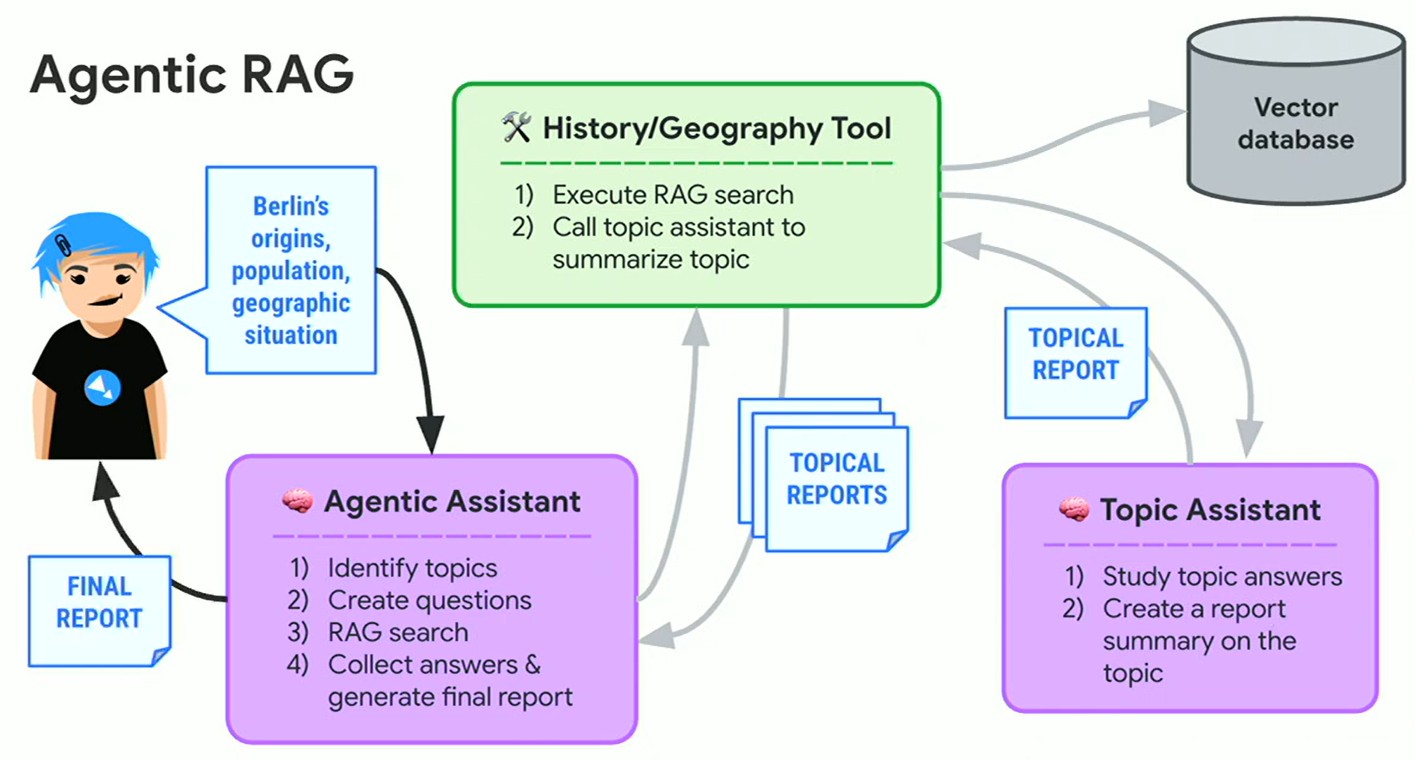 Agentic RAG
Berlin's
origins,
population,
geographic
situation
🛠 History/Geography Tool
1) Execute RAG search
2) Call topic assistant to
summarize topic
Vector
database
TOPICAL
REPORT
TOPICAL
REPORTS
FINAL
REPORT
🧠 Agentic Assistant
1) Identify topics
2) Create questions
3) RAG search
4) Collect answers &
generate final report
🧠 Topic Assistant
1) Study topic answers
2) Create a report
summary on the
topic